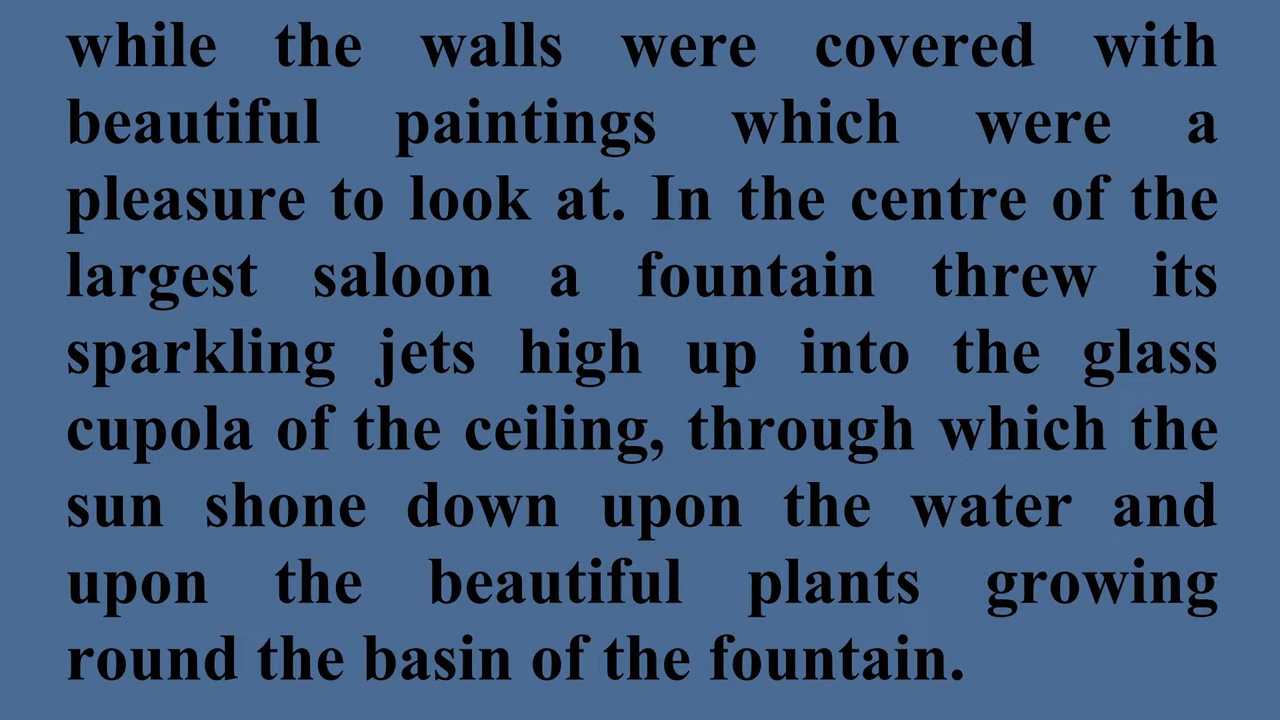 while the walls were covered with
beautiful paintings which were a
pleasure to look at. In the centre of the
largest saloon a fountain threw its
sparkling jets high up into the glass
cupola of the ceiling, through which the
sun shone down upon the water and
upon the beautiful plants growing
round the basin of the fountain.